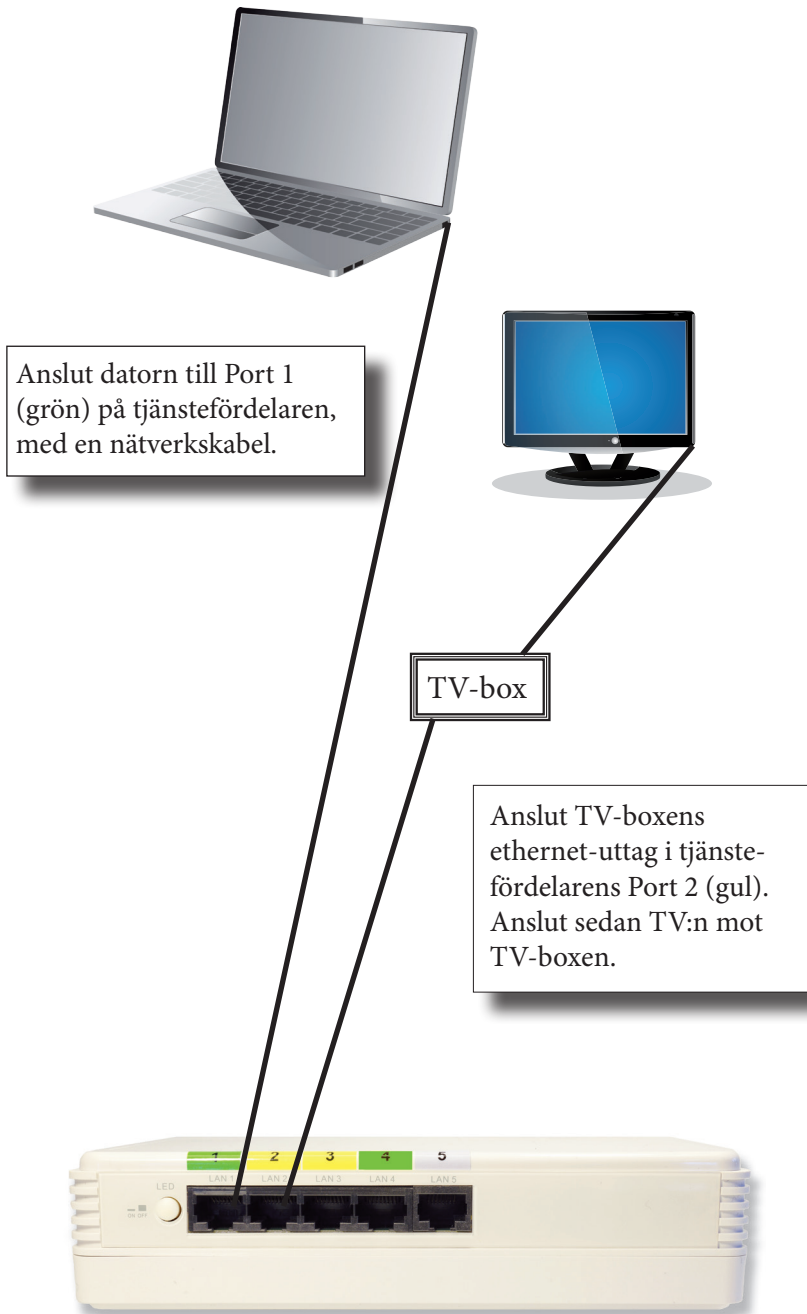 Anslut datorn till Port 1
(grön) på tjänstefördelaren,
med en nätverkskabel.
TV-box
Anslut TV-boxens
ethernet-uttag i tjänste-
fördelarens Port 2 (gul).
Anslut sedan TV:n mot
TV-boxen.
1 2 3 4 5
LAN 1 LAN 2 LAN 3 LAN 4 LAN 5
LED
ON OFF